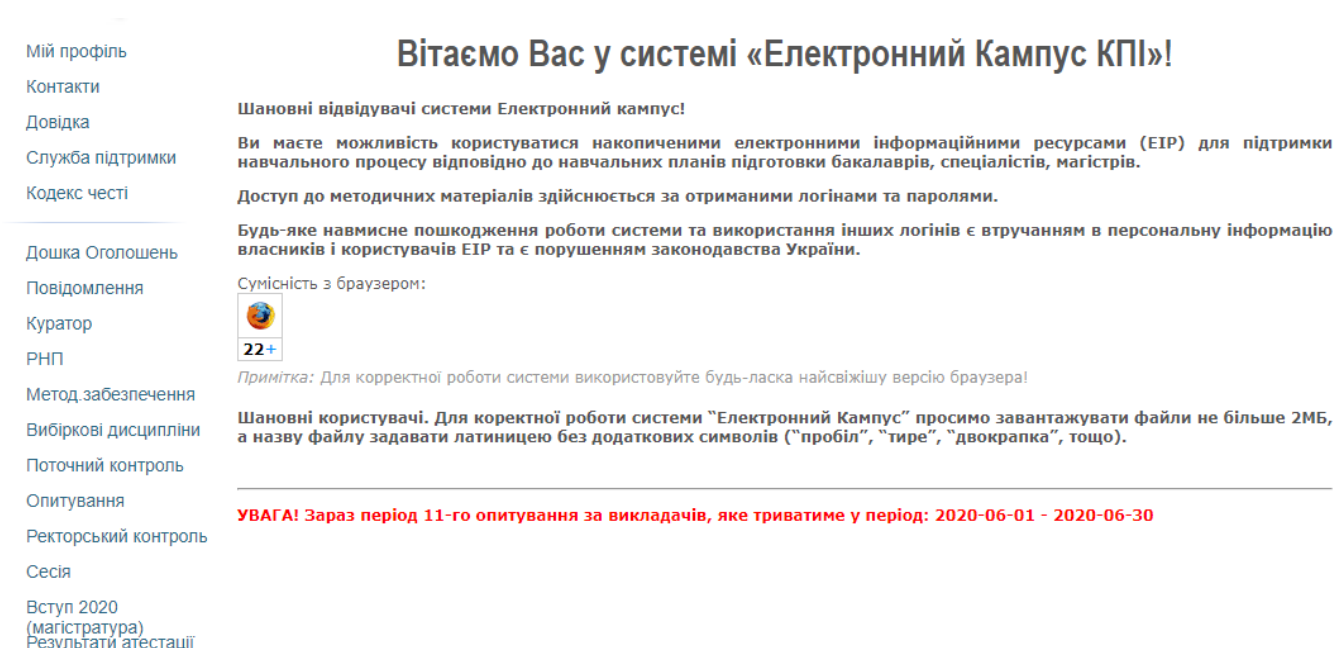 Мій профіль
Контакти
Довідка
Служба підтримки
Кодекс честі
Дошка Оголошень
Повідомлення
Куратор
РНП
Метод.забезпечення
Вибіркові дисципліни
Поточний контроль
Опитування
Ректорський контроль
Сесія
Вступ 2020
(магістратура)
Результати атестації
Вітаємо Вас у системі «Електронний Кампус КПІ»!
Шановні відвідувачі системи Електронний кампус!
Ви маєте можливість користуватися накопиченими електронними інформаційними ресурсами (ЕІР) для підтримки
навчального процесу відповідно до навчальних планів підготовки бакалаврів, спеціалістів, магістрів.
Доступ до методичних матеріалів здійснюється за отриманими логінами та паролями.
Будь-яке навмисне пошкодження роботи системи та використання інших логінів є втручанням в персональну інформацію
власників і користувачів ЕІР та є порушенням законодавства України.
Сумісність з браузером:
22+
Примітка: Для корректної роботи системи використовуйте будь-ласка найсвіжішу версію браузера!
Шановні користувачі. Для коректної роботи системи “Електронний Кампус” просимо завантажувати файли не більше 2МБ,
а назву файлу задавати латиницею без додаткових символів (“пробіл”, “тире”, “двокрапка”, тощо).
УВАГА! Зараз період 11-го опитування за викладачів, яке триватиме у період: 2020-06-01 - 2020-06-30